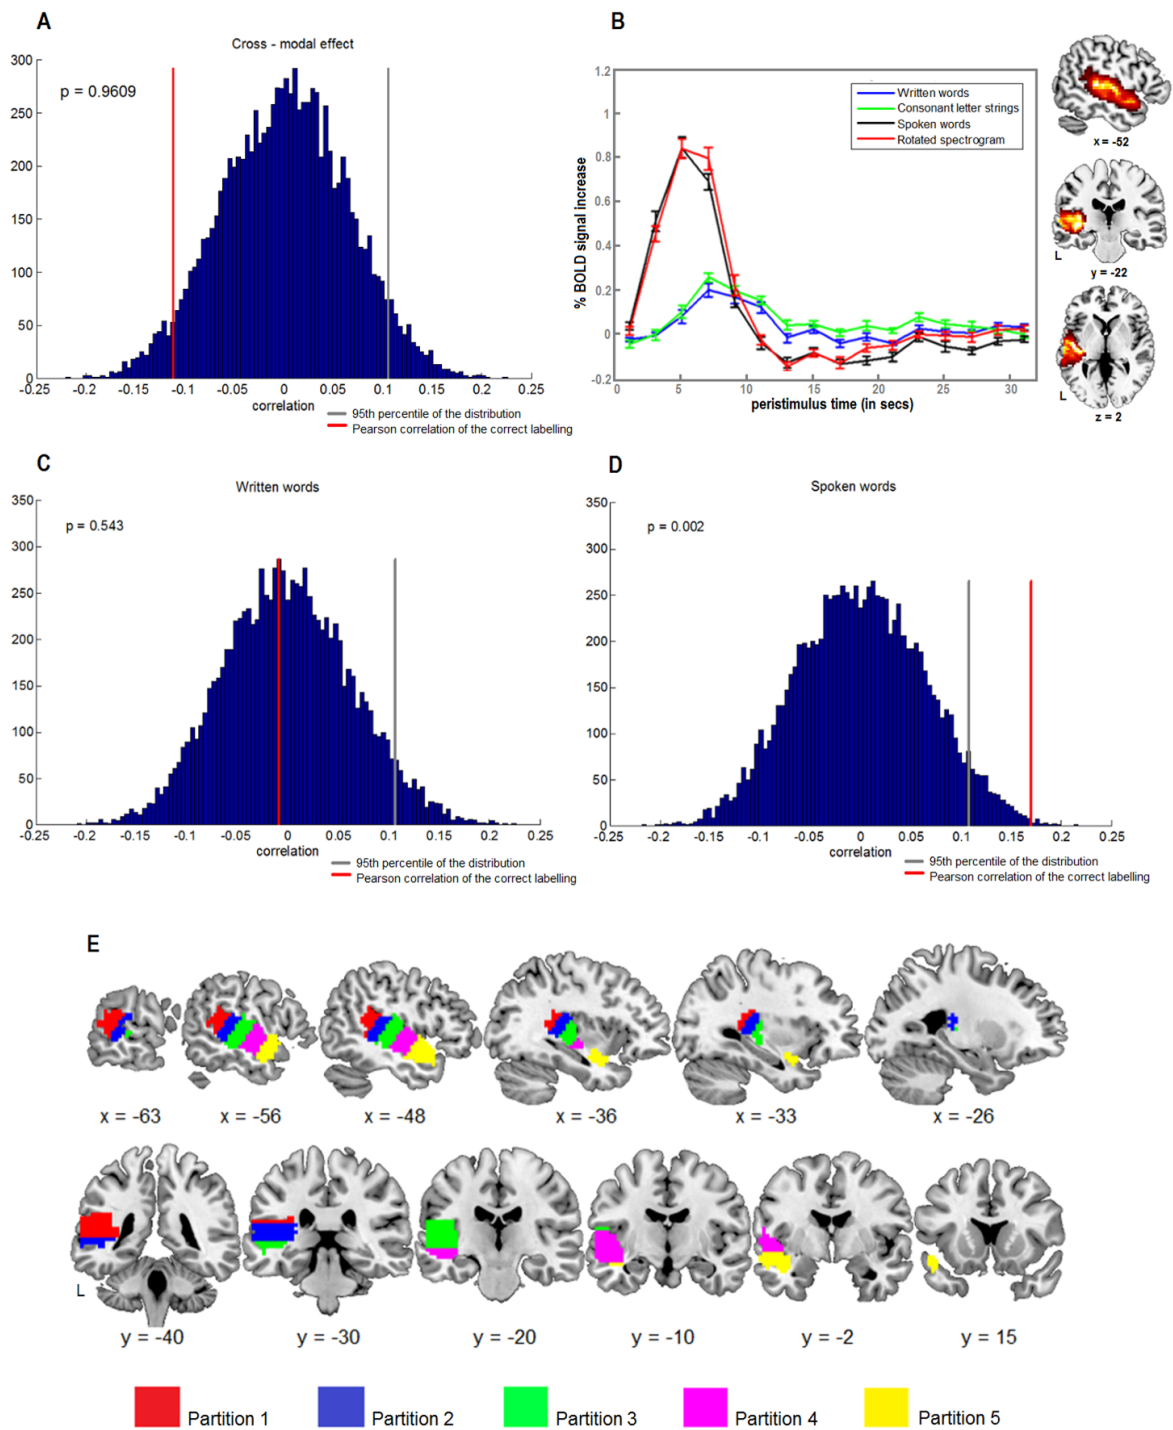 A
Cross - modal effect
p = 0.9609
300
250
200
150
100
50
0
-0.25 -0.2 -0.15 -0.1 -0.05 0 0.05 0.1 0.15 0.2 0.25
correlation
95th percentile of the distribution
Pearson correlation of the correct labelling
B
% BOLD signal increase
1.2
1
0.8
0.6
0.4
0.2
0
-0.2
0 5 10 15 20 25 30
peristimulus time (in secs)
Written words
Consonant letter strings
Spoken words
Rotated spectrogram
x = -52
L
y = -22
L
z = 2
C
Written words
p = 0.543
350
300
250
200
150
100
50
0
-0.25 -0.2 -0.15 -0.1 -0.05 0 0.05 0.1 0.15 0.2 0.25
correlation
95th percentile of the distribution
Pearson correlation of the correct labelling
D
Spoken words
p = 0.002
350
300
250
200
150
100
50
0
-0.25 -0.2 -0.15 -0.1 -0.05 0 0.05 0.1 0.15 0.2 0.25
correlation
95th percentile of the distribution
Pearson correlation of the correct labelling
E
x = -63 x = -56 x = -48 x = -36 x = -33 x = -26
L
y = -40 y = -30 y = -20 y = -10 y = -2 y = 15
Partition 1 Partition 2 Partition 3 Partition 4 Partition 5